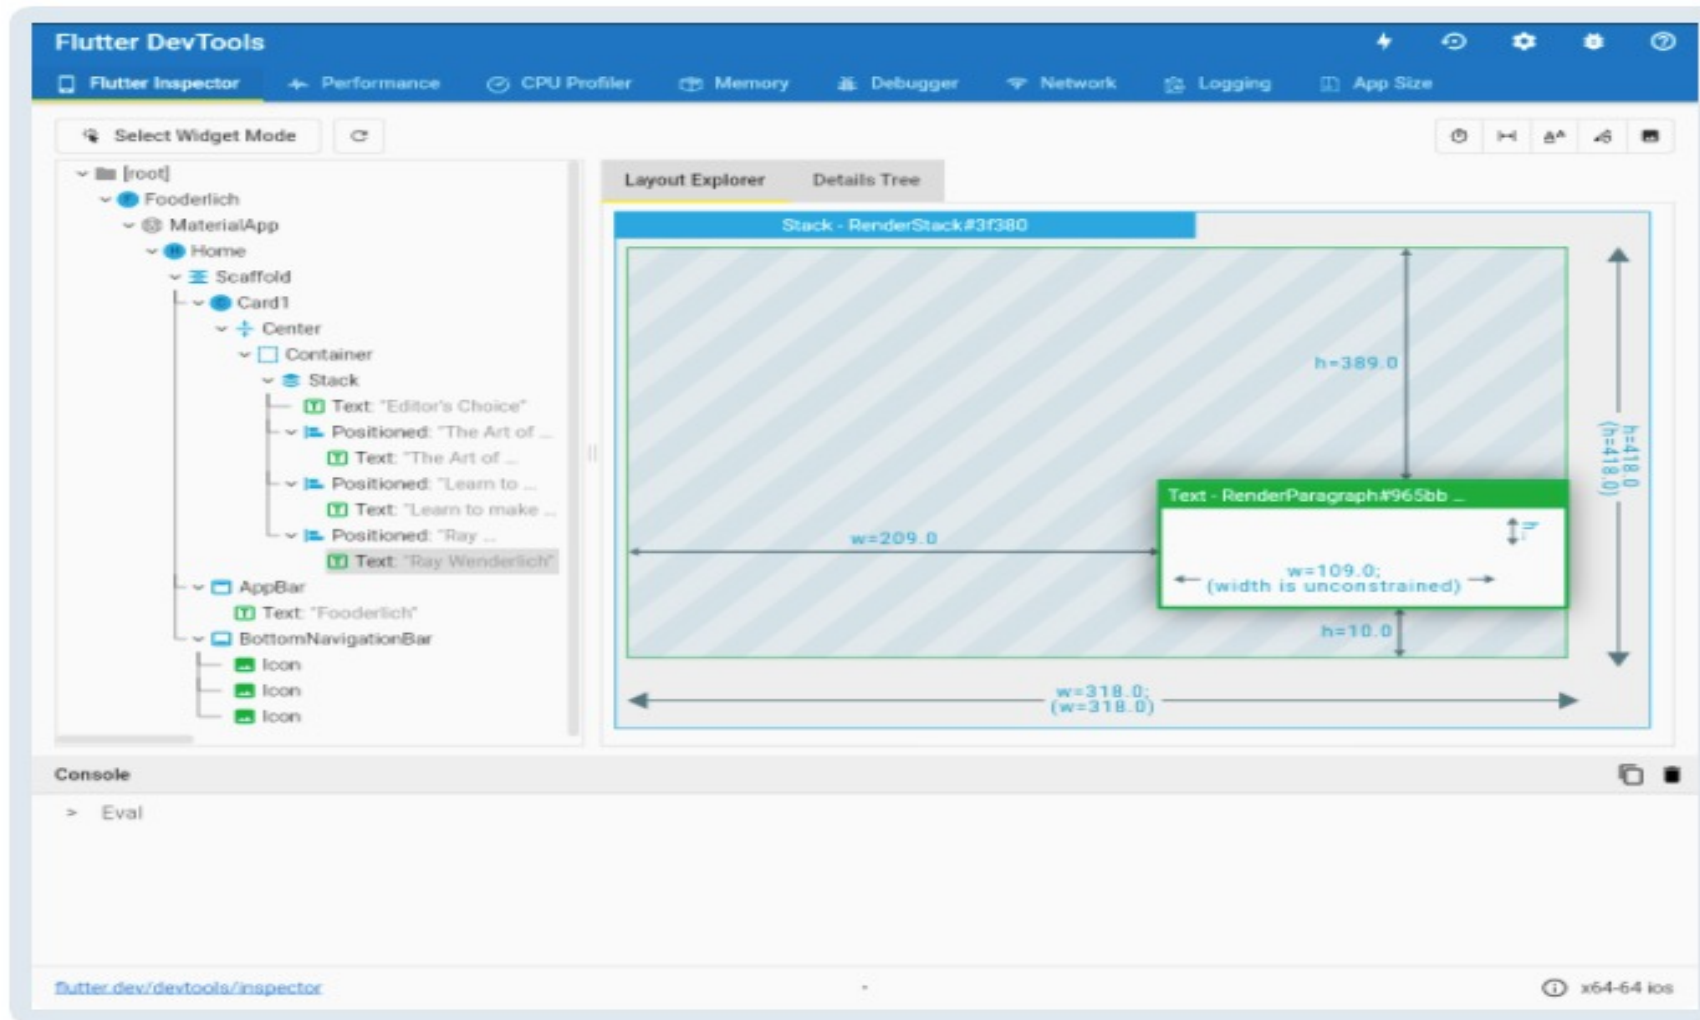 Flutter DevTools
Flutter Inspector Performance CPU Profiler Memory Debugger Network Logging App Size
Select Widget Mode
[root]
Fooderlich
MaterialApp
Home
Scaffold
Card1
Center
Container
Stack
Text: "Editor's Choice"
Positioned: "The Art of ...
Text: "The Art of ...
Positioned: "Learn to ...
Text: "Learn to make ...
Positioned: "Ray ...
Text: "Ray Wenderlich"
AppBar
Text: "Fooderlich"
BottomNavigationBar
Icon
Icon
Icon
Layout Explorer Details Tree
Stack - RenderStack#3f380
h=389.0
h=418.0
(h=418.0)
Text - RenderParagraph#965bb ...
w=209.0
w=109.0;
(width is unconstrained)
h=10.0
w=318.0;
(w=318.0)
Console
> Eval
flutter.dev/devtools/inspector
x64-64 ios